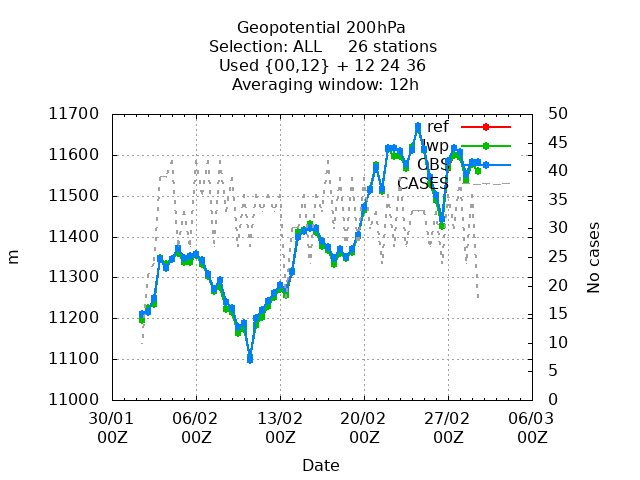 Geopotential 200hPa
Selection: ALL     26 stations
Used {00,12} + 12 24 36
Averaging window: 12h
11700
11600
11500
11400
11300
11200
11100
11000
50
45
40
35
30
25
20
15
10
5
0
ref
lwp
OBS
CASES
m
No cases
30/01 06/02 13/02 20/02 27/02 06/03
00Z 00Z 00Z 00Z 00Z 00Z
Date